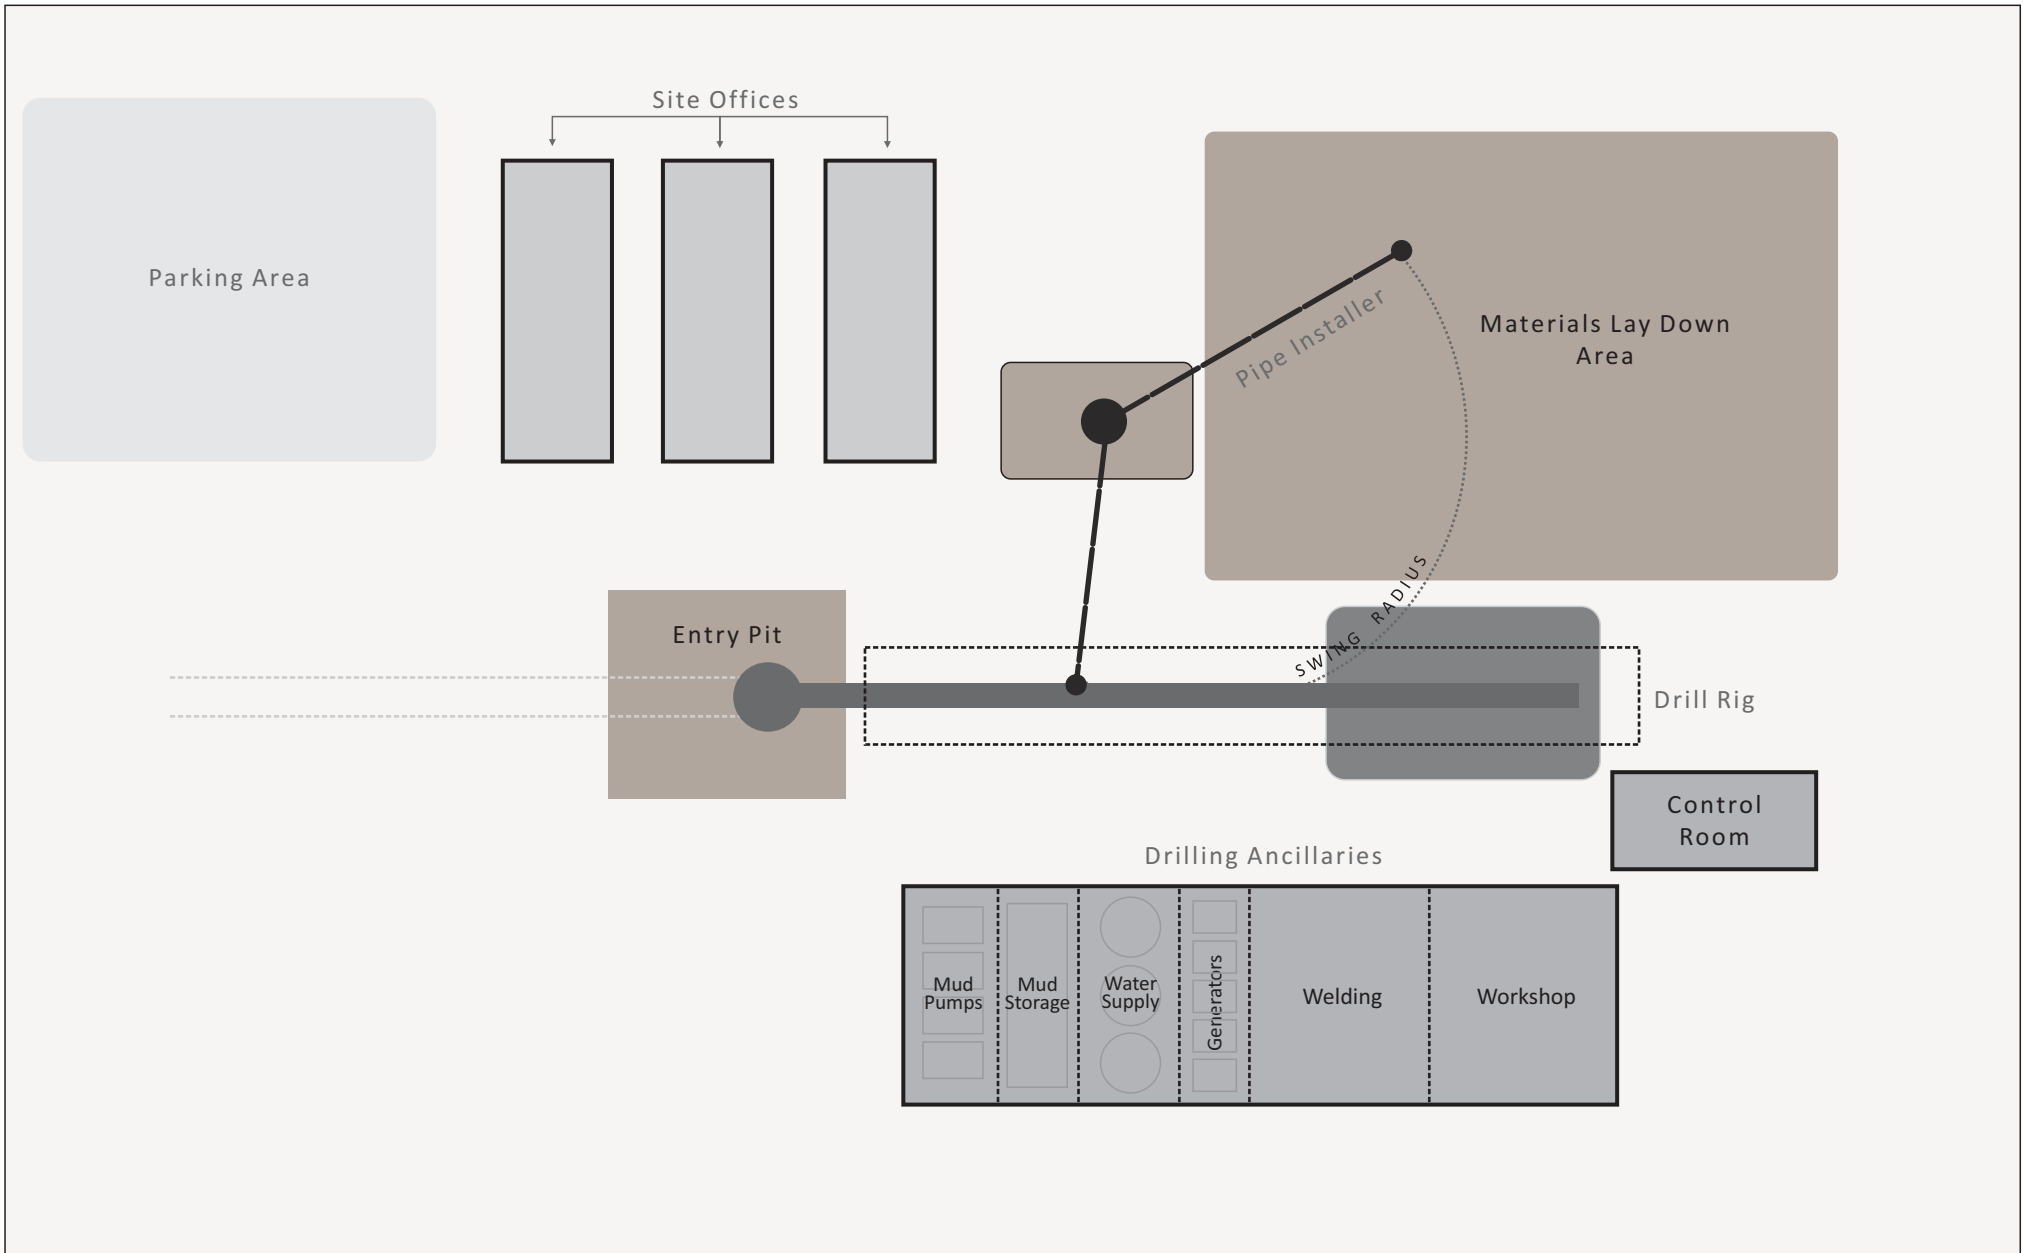 Site Offices
Parking Area
Pipe Installer
Materials Lay Down
Area
SWING RADIUS
Entry Pit
Drill Rig
Control
Room
Drilling Ancillaries
Mud
Pumps
Mud
Storage
Water
Supply
Generators
Welding
Workshop